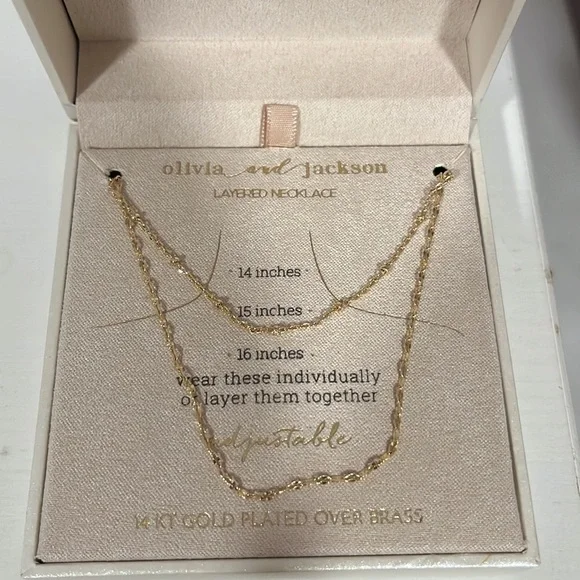 olivia and jackson
LAYERED NECKLACE
- 14 inches -
- 15 inches -
- 16 inches -
wear these individually
or layer them together
adjustable
14 KT GOLD PLATED OVER BRASS